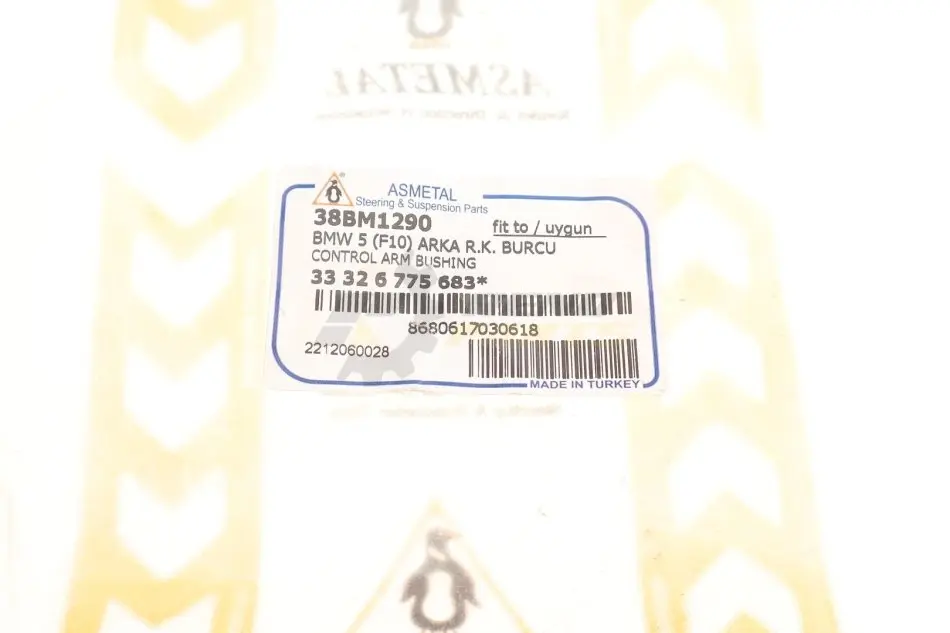 ASMETAL
ASMETAL
Steering & Suspension Parts
38BM1290 fit to / uygun
BMW 5 (F10) ARKA R.K. BURCU
CONTROL ARM BUSHING
33 32 6 775 683*
8680617030618
2212060028
MADE IN TURKEY